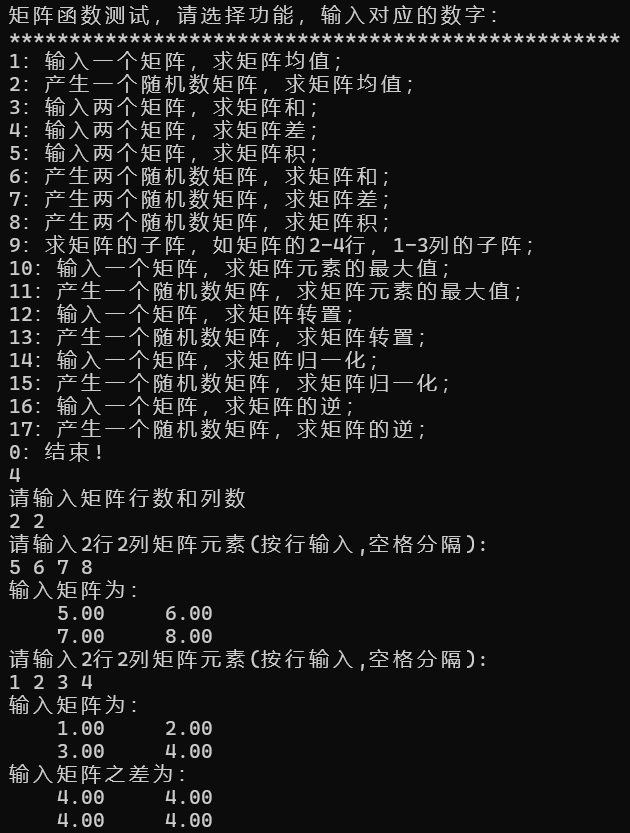 矩阵函数测试，请选择功能，输入对应的数字：
***************************************************
1：输入一个矩阵，求矩阵均值；
2：产生一个随机数矩阵，求矩阵均值；
3：输入两个矩阵，求矩阵和；
4：输入两个矩阵，求矩阵差；
5：输入两个矩阵，求矩阵积；
6：产生两个随机数矩阵，求矩阵和；
7：产生两个随机数矩阵，求矩阵差；
8：产生两个随机数矩阵，求矩阵积；
9：求矩阵的子阵，如矩阵的2-4行，1-3列的子阵；
10：输入一个矩阵，求矩阵元素的最大值；
11：产生一个随机数矩阵，求矩阵元素的最大值；
12：输入一个矩阵，求矩阵转置；
13：产生一个随机数矩阵，求矩阵转置；
14：输入一个矩阵，求矩阵归一化；
15：产生一个随机数矩阵，求矩阵归一化；
16：输入一个矩阵，求矩阵的逆；
17：产生一个随机数矩阵，求矩阵的逆；
0：结束！
4
请输入矩阵行数和列数
2 2
请输入2行2列矩阵元素(按行输入,空格分隔)：
5 6 7 8
输入矩阵为：
    5.00     6.00
    7.00     8.00
请输入2行2列矩阵元素(按行输入,空格分隔)：
1 2 3 4
输入矩阵为：
    1.00     2.00
    3.00     4.00
输入矩阵之差为：
    4.00     4.00
    4.00     4.00